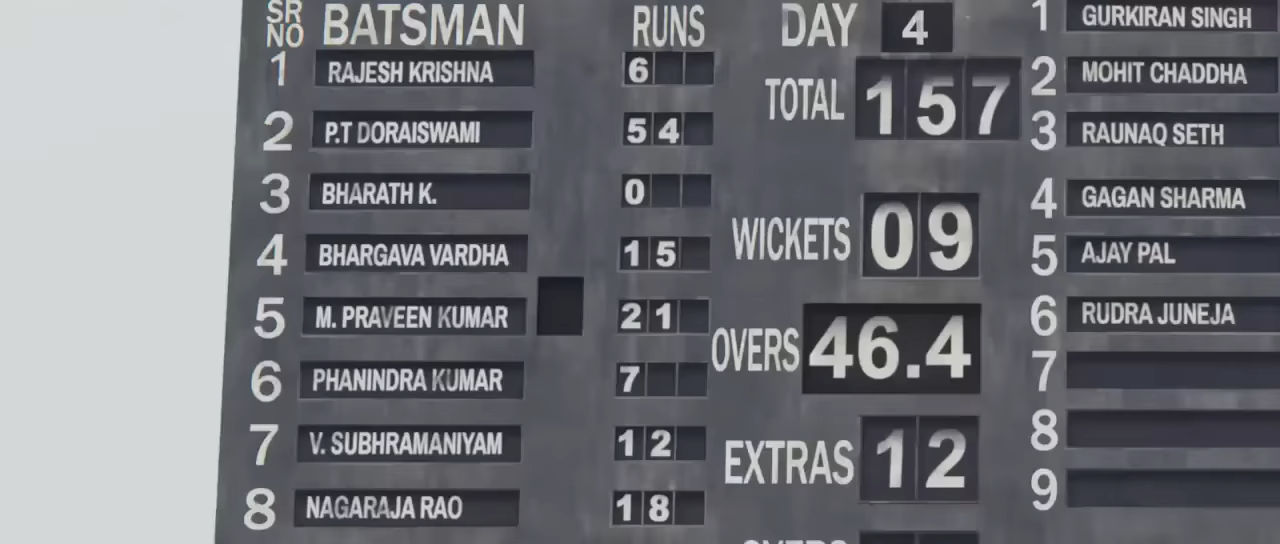 SR NO BATSMAN RUNS
1 RAJESH KRISHNA 6
2 P.T DORAISWAMI 54
3 BHARATH K. 0
4 BHARGAVA VARDHA 15
5 M. PRAVEEN KUMAR 21
6 PHANINDRA KUMAR 7
7 V. SUBHRAMANIYAM 12
8 NAGARAJA RAO 18
DAY 4
TOTAL 157
WICKETS 09
OVERS 46.4
EXTRAS 12
1 GURKIRAN SINGH
2 MOHIT CHADDHA
3 RAUNAQ SETH
4 GAGAN SHARMA
5 AJAY PAL
6 RUDRA JUNEJA
7
8
9